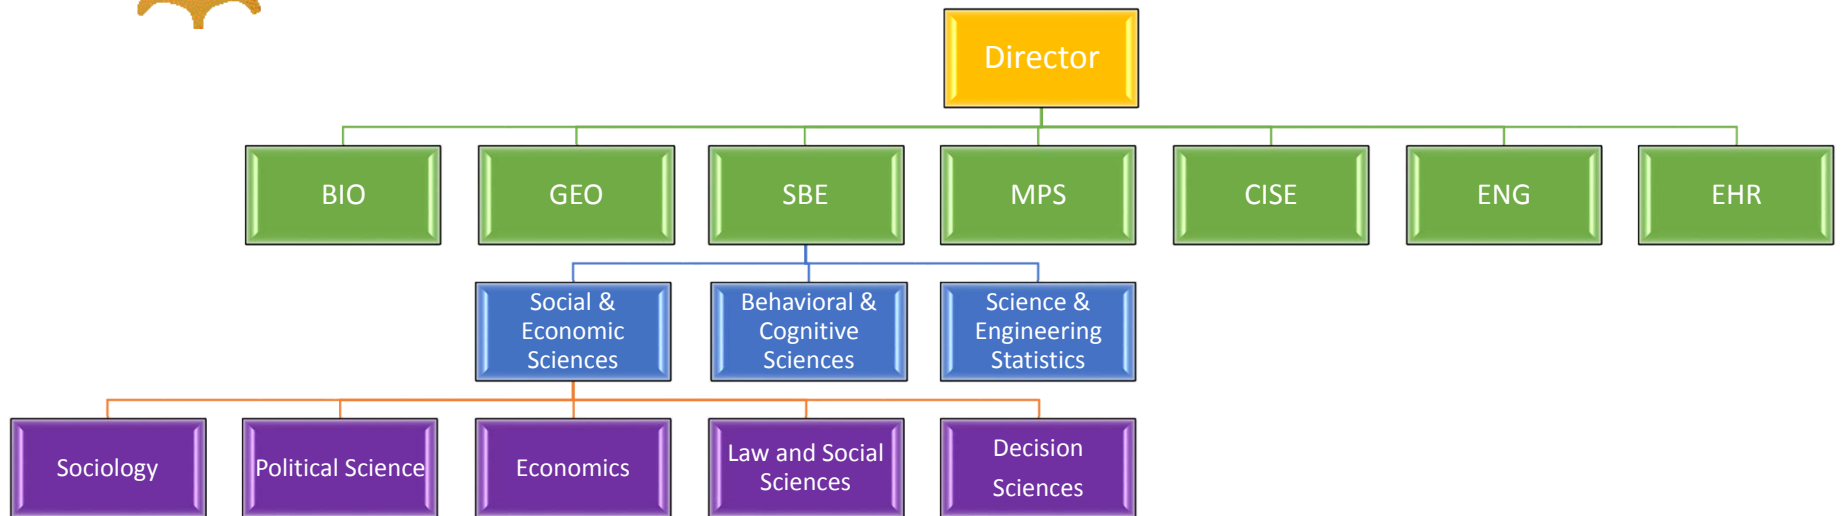 Director
BIO
GEO
SBE
MPS
CISE
ENG
EHR
Social &
Economic
Sciences
Behavioral &
Cognitive
Sciences
Science &
Engineering
Statistics
Sociology
Political Science
Economics
Law and Social
Sciences
Decision
Sciences